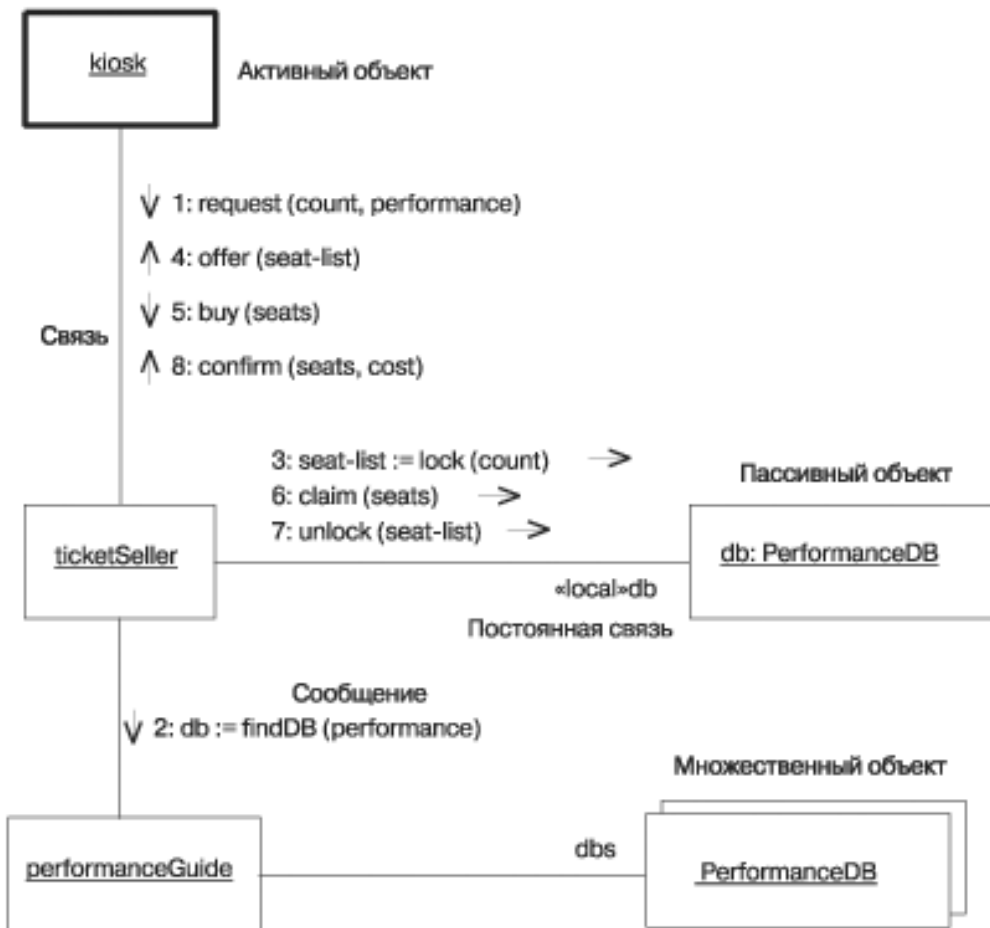 kiosk
Активный объект
1: request (count, performance)
4: offer (seat-list)
5: buy (seats)
Связь
8: confirm (seats, cost)
3: seat-list := lock (count)
6: claim (seats)
7: unlock (seat-list)
Пассивный объект
ticketSeller
db: PerformanceDB
«local»db
Постоянная связь
Сообщение
2: db := findDB (performance)
Множественный объект
performanceGuide
dbs
PerformanceDB